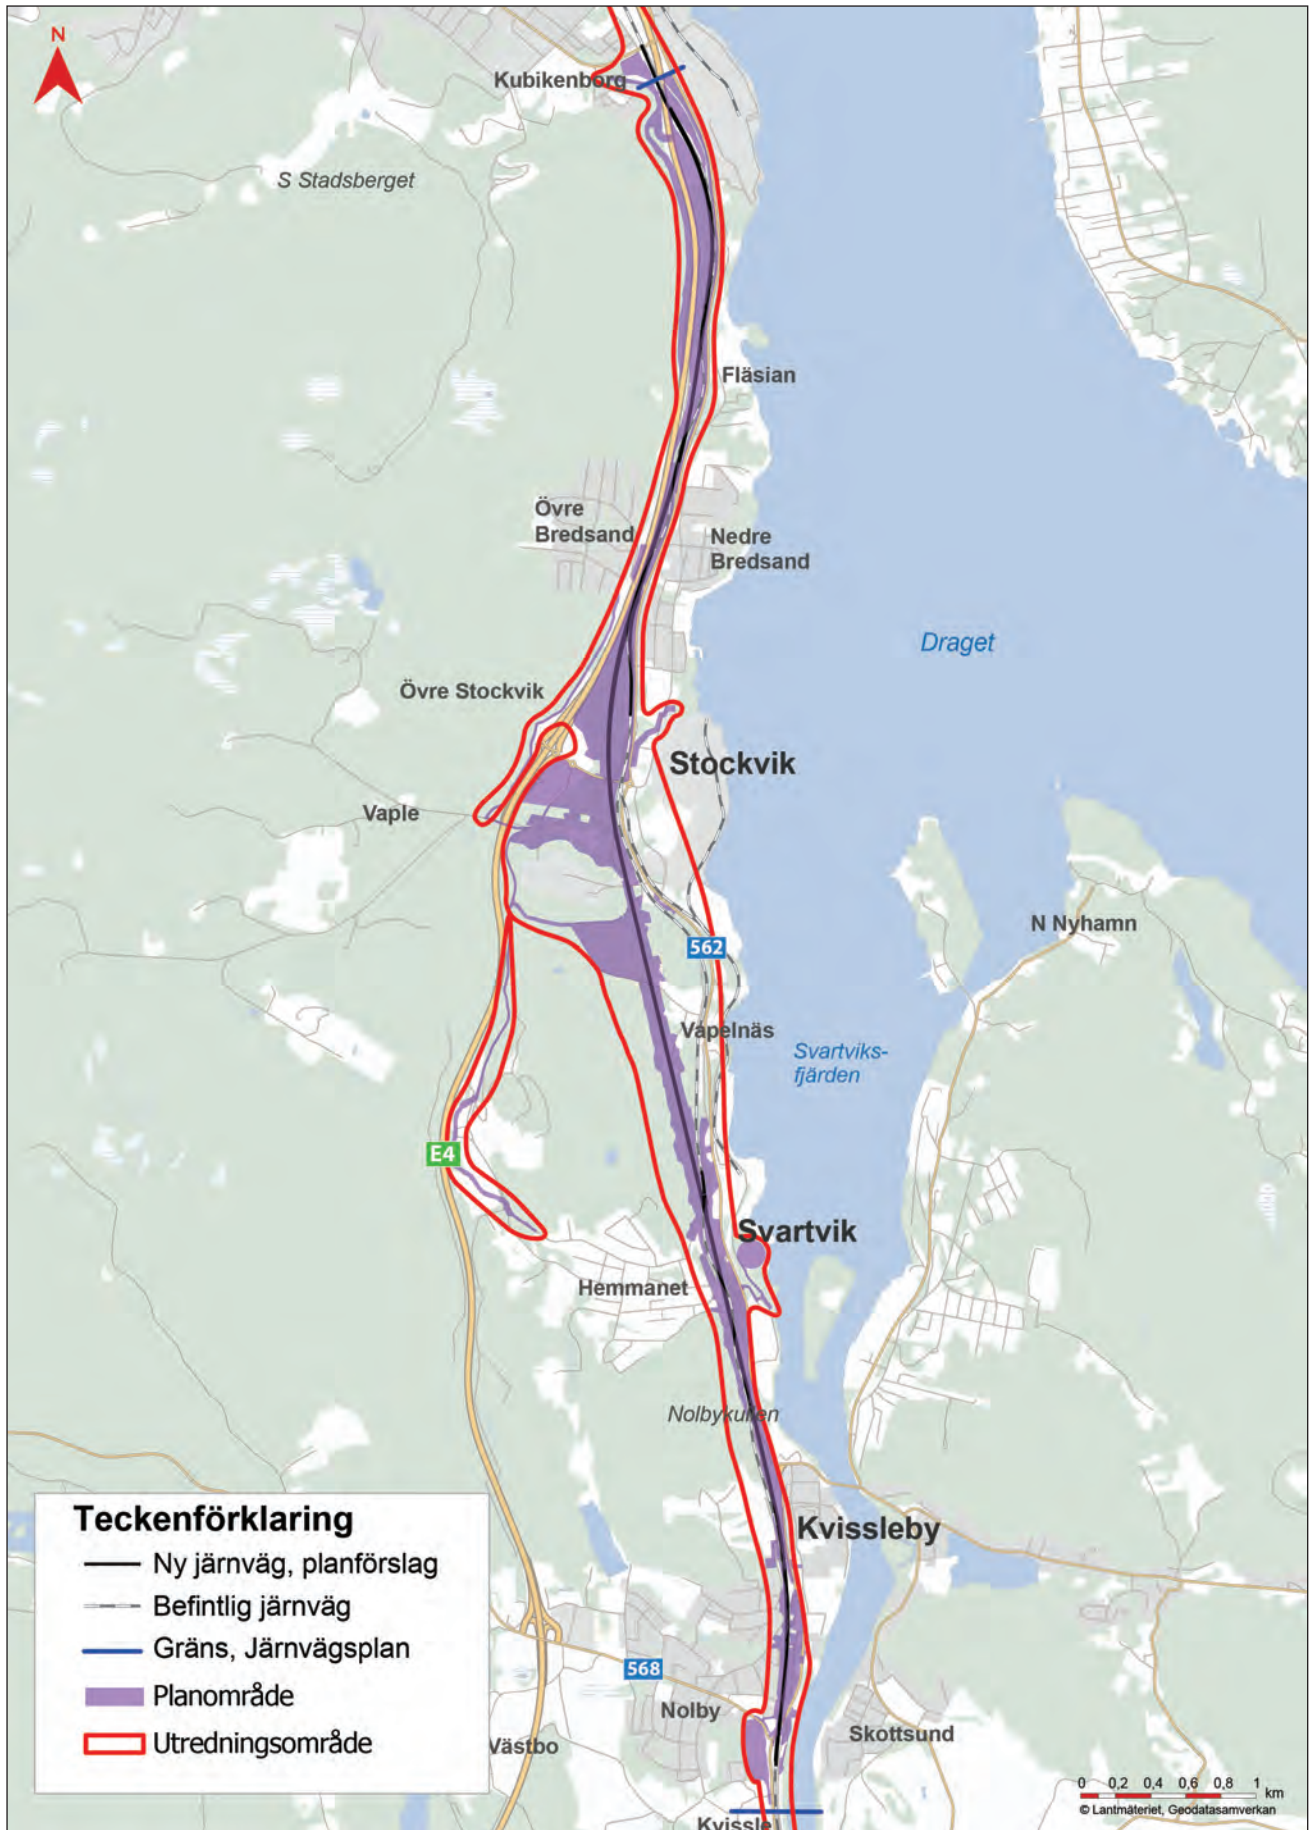 N
Kubikenborg
S Stadsberget
Fläsian
Övre
Bredsand
Nedre
Bredsand
Draget
Övre Stockvik
Stockvik
Vaple
N Nyhamn
562
Vapelnäs
Svartviks-
fjärden
E4
Svartvik
Hemmanet
Nolbykullen
Kvissleby
Teckenförklaring
Ny järnväg, planförslag
Befintlig järnväg
Gräns, Järnvägsplan
Planområde
Utredningsområde
568
Nolby
Skottsund
Västbo
Kvissle
0 0,2 0,4 0,6 0,8 1
km
© Lantmäteriet, Geodatasamverkan